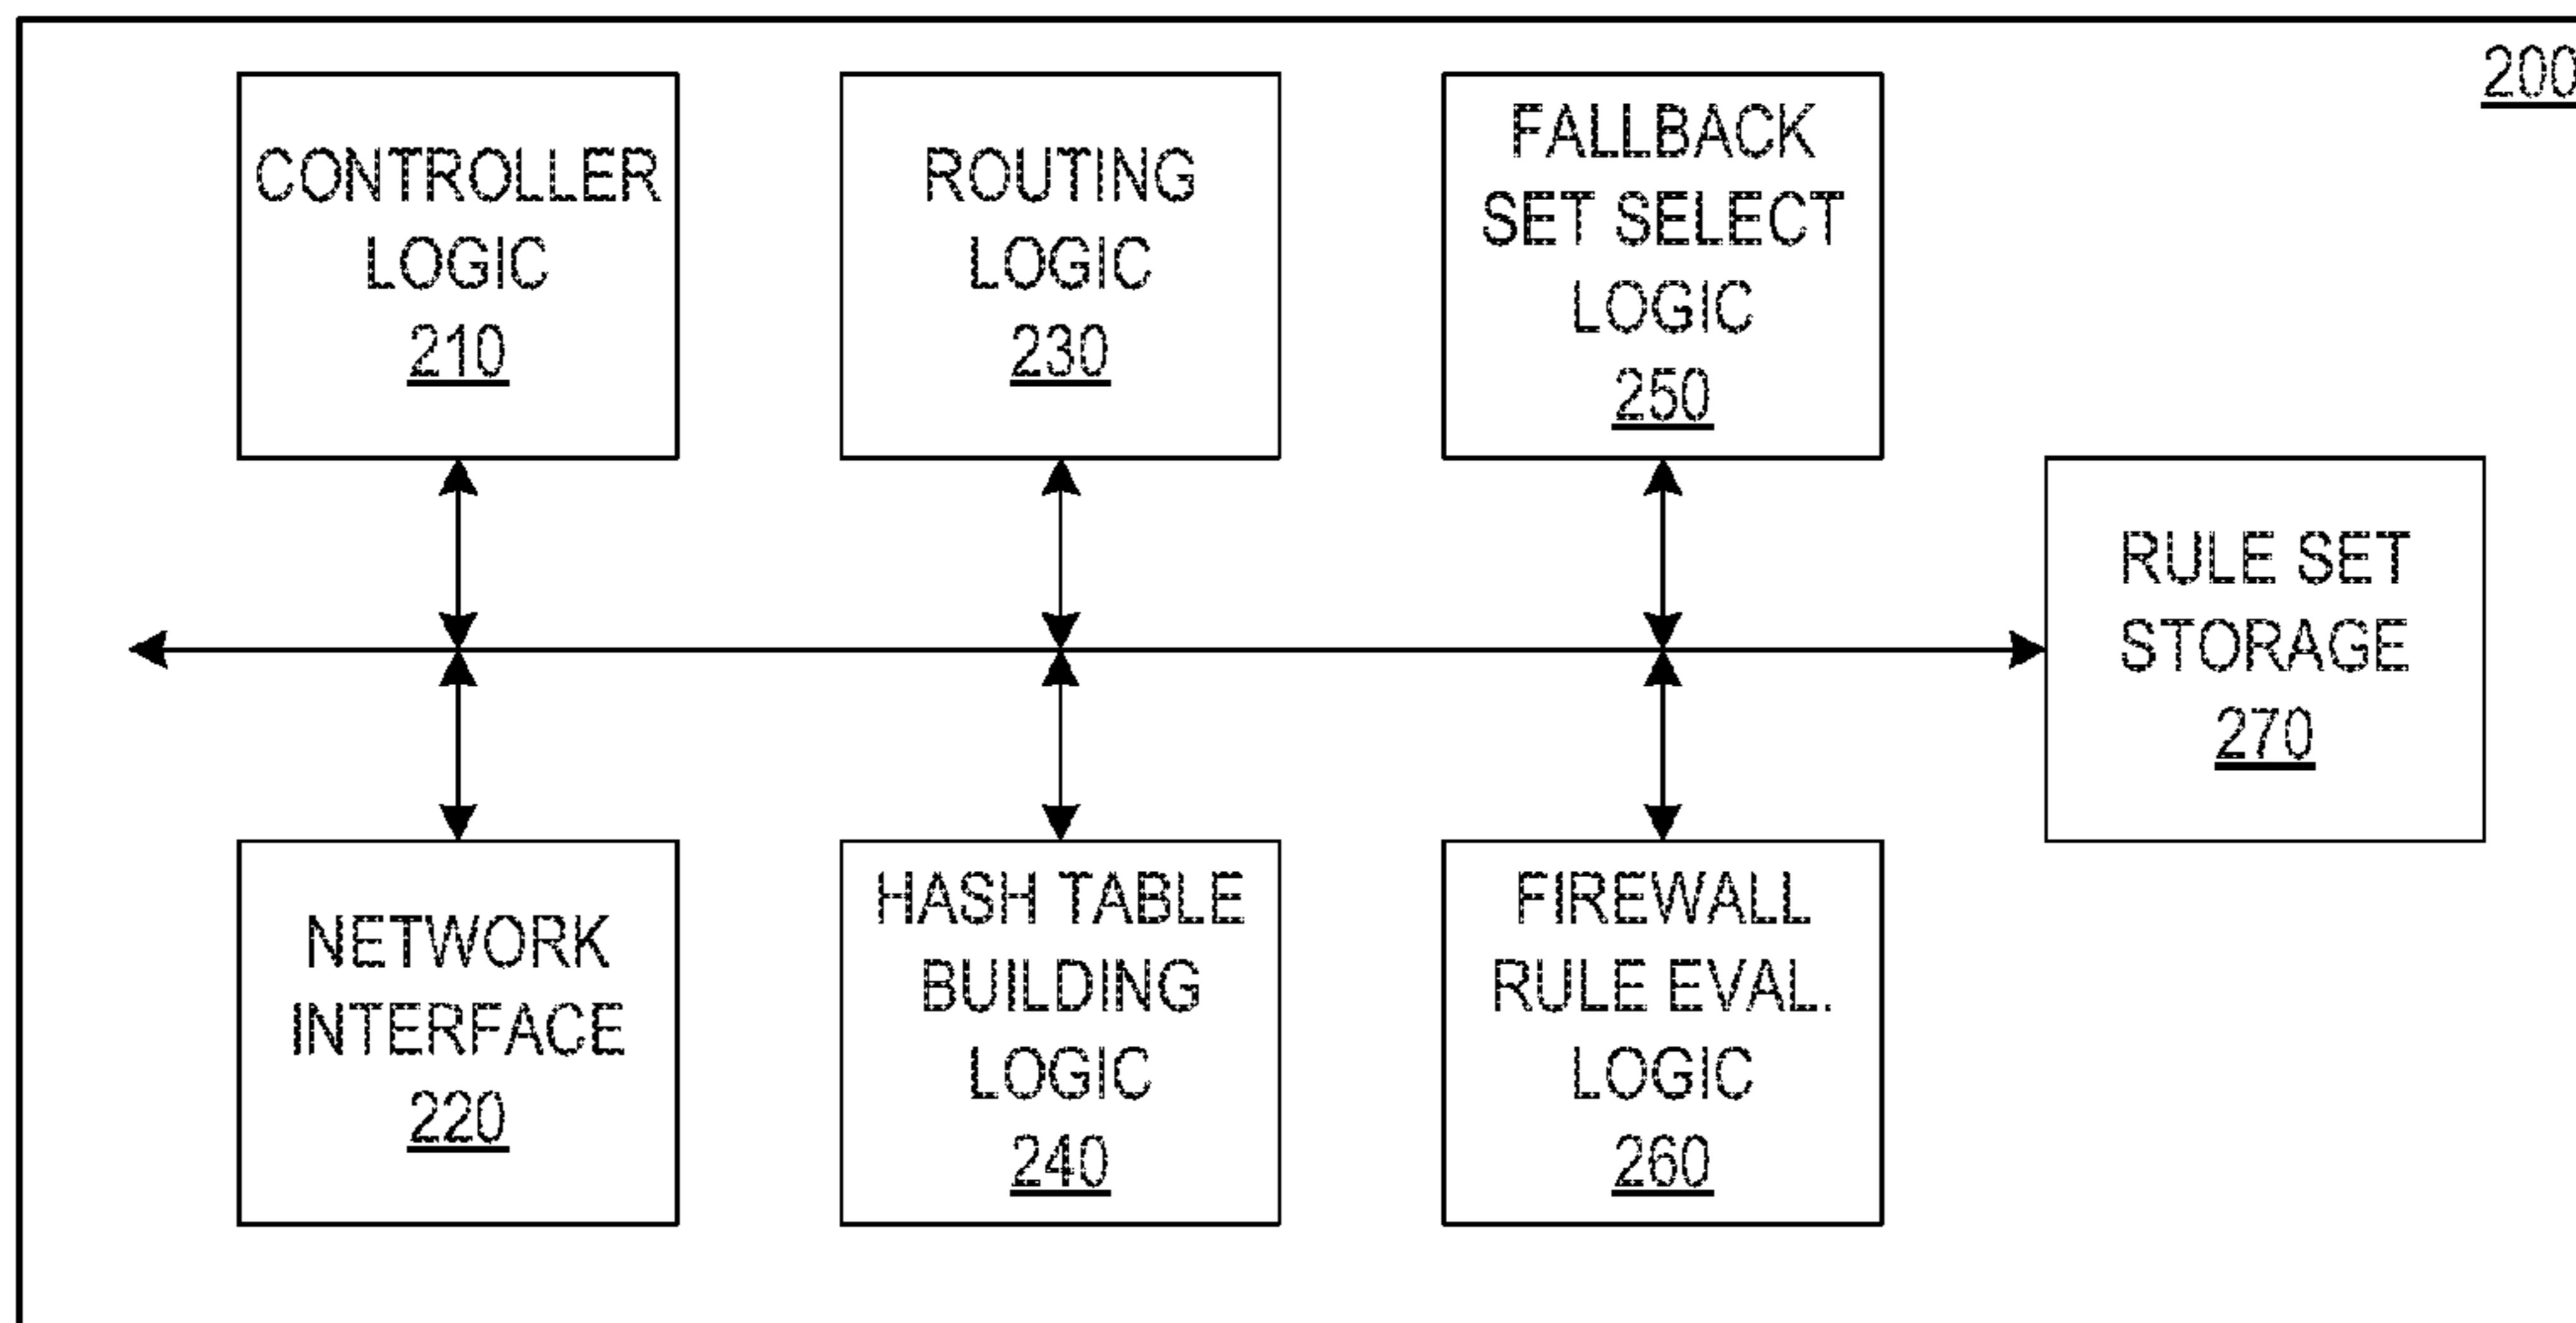 200
CONTROLLER
LOGIC
210
ROUTING
LOGIC
230
FALLBACK
SET SELECT
LOGIC
250
RULE SET
STORAGE
270
NETWORK
INTERFACE
220
HASH TABLE
BUILDING
LOGIC
240
FIREWALL
RULE EVAL.
LOGIC
260